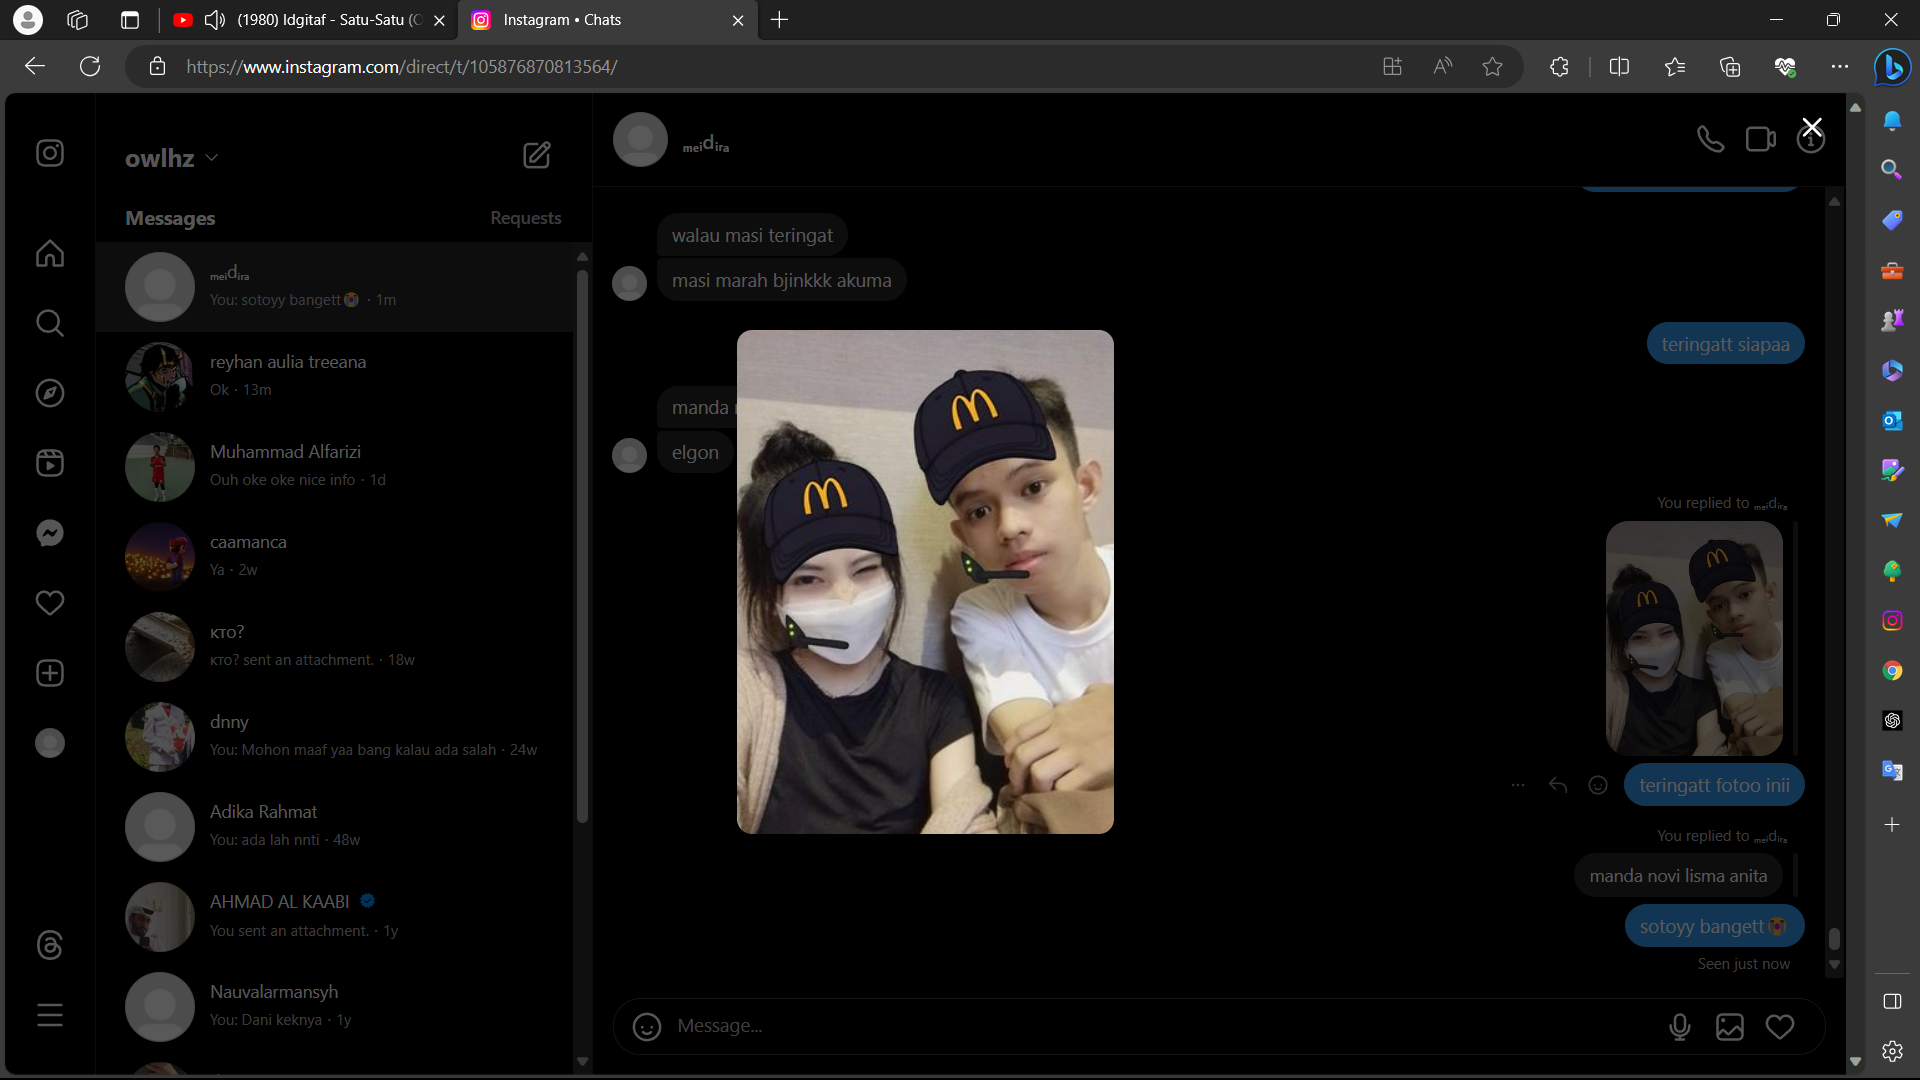 (1980) Idgitaf - Satu-Satu (
Instagram • Chats
https://www.instagram.com/direct/t/105876870813564/
owlhz
Messages
Requests
meidira
You: sotoyy bangett😭 · 1m
reyhan aulia treeana
Ok · 13m
Muhammad Alfarizi
Ouh oke oke nice info · 1d
caamanca
Ya · 2w
кто?
кто? sent an attachment. · 18w
dnny
You: Mohon maaf yaa bang kalau ada salah · 24w
Adika Rahmat
You: ada lah nnti · 48w
AHMAD AL KAABI
You sent an attachment. · 1y
Nauvalarmansyh
You: Dani keknya · 1y
meidira
walau masi teringat
masi marah bjinkkk akuma
teringatt siapaa
manda
elgon
You replied to meidira
teringatt fotoo inii
You replied to meidira
manda novi lisma anita
sotoyy bangett😭
Seen just now
Message...